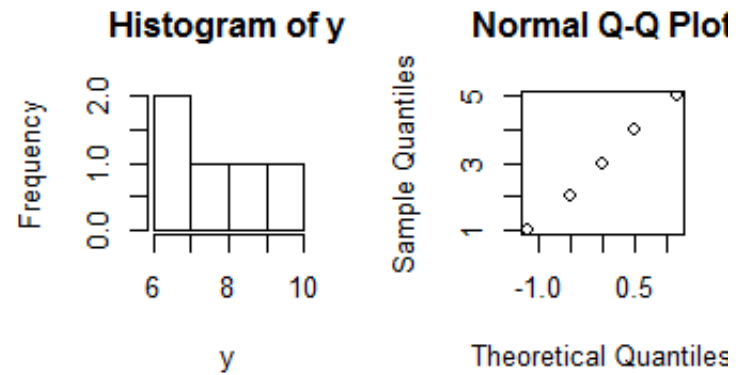 Histogram of y
Frequency
0.0 1.0 2.0
6 8 10
y
Normal Q-Q Plot
Sample Quantiles
1 3 5
-1.0 0.5
Theoretical Quantiles